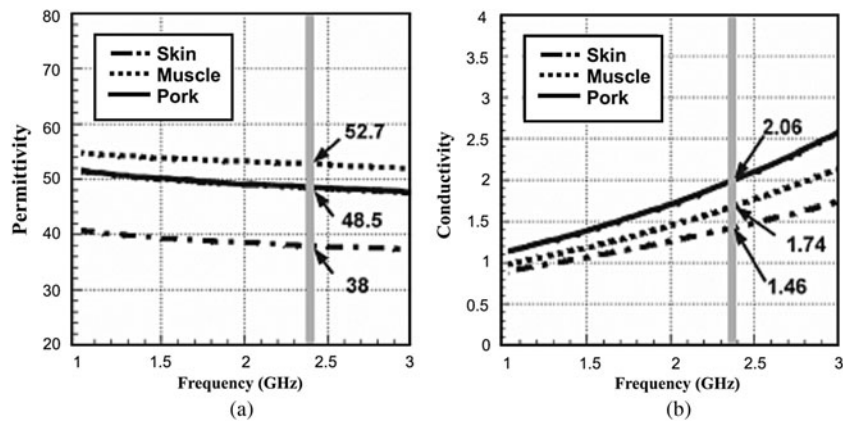 80
70
60
50
40
30
20
Permittivity
Skin
Muscle
Pork
52.7
48.5
38
1
1.5
2
2.5
3
Frequency (GHz)
(a)
4
3.5
3
2.5
2
1.5
1
0.5
0
Conductivity
Skin
Muscle
Pork
2.06
1.74
1.46
1
1.5
2
2.5
3
Frequency (GHz)
(b)